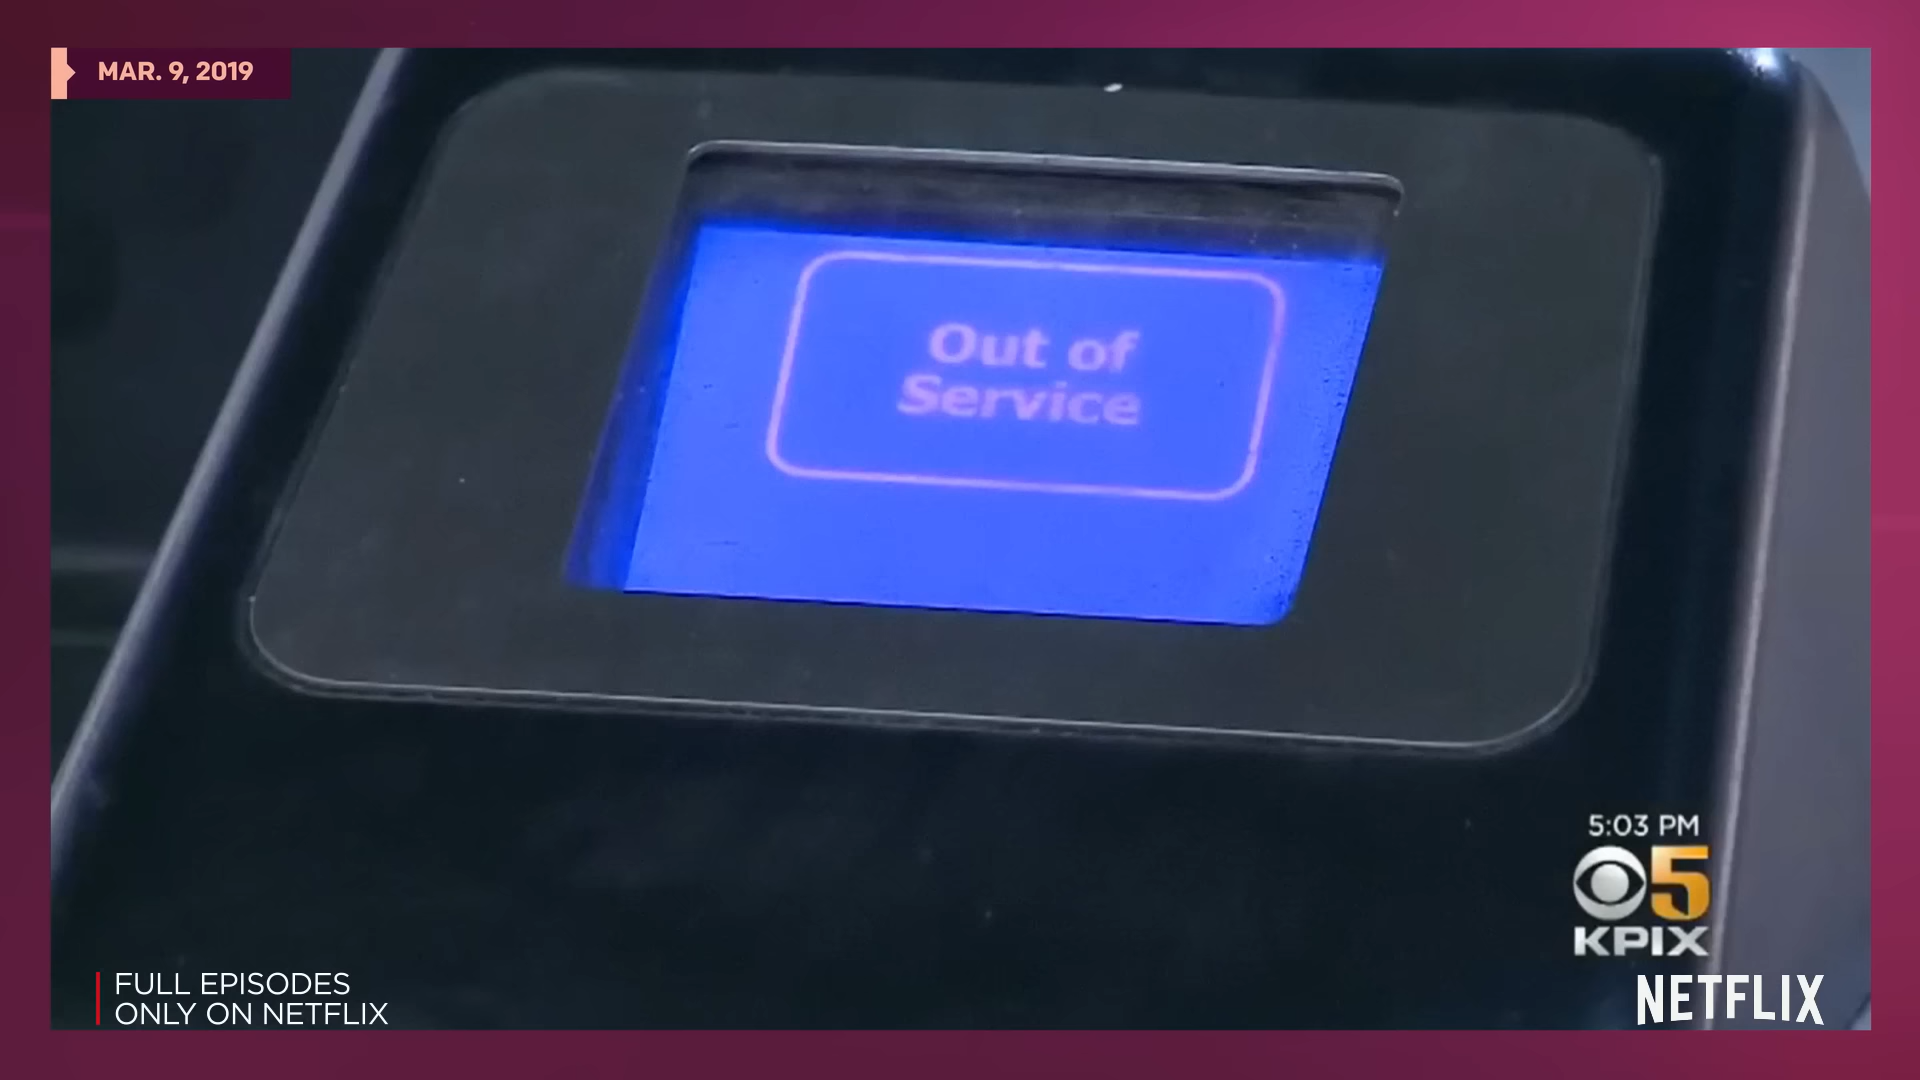 MAR. 9, 2019
Out of
Service
5:03 PM
5
KPIX
FULL EPISODES
ONLY ON NETFLIX
NETFLIX